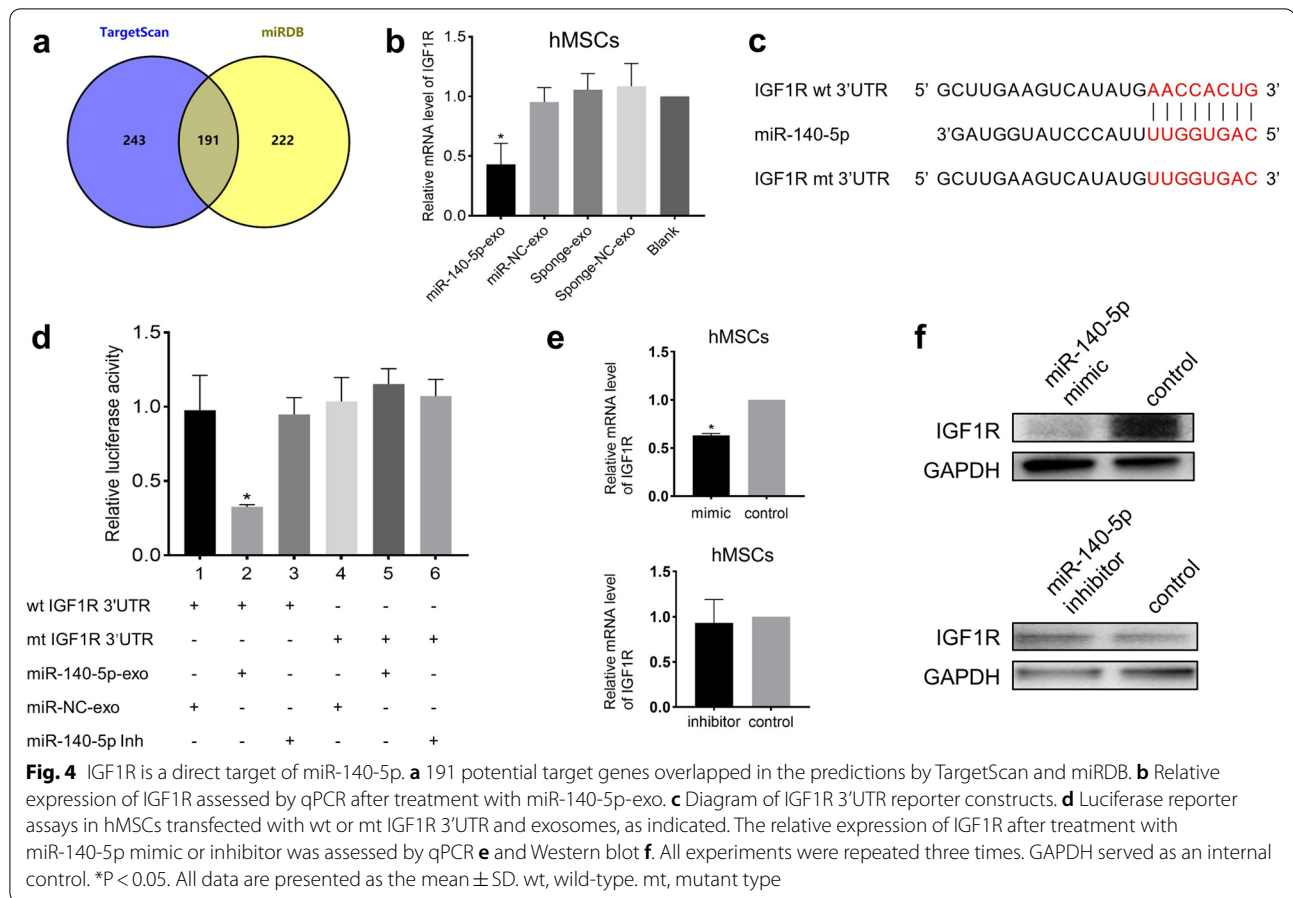 a
TargetScan
miRDB
243
191
222
b
hMSCs
Relative mRNA level of IGF1R
1.5
1.0
0.5
0.0
*
miR-140-5p-exo
miR-NC-exo
Sponge-exo
Sponge-NC-exo
Blank
c
IGF1R wt 3'UTR 5' GCUUGAAGUCAUAUGAACCACUG 3'
miR-140-5p 3'GAUGGUAUCCCAUUUUGGUGAC 5'
IGF1R mt 3'UTR 5' GCUUGAAGUCAUAUGUUGGUGAC 3'
d
Relative luciferase acivity
1.5
1.0
0.5
0.0
*
1 2 3 4 5 6
wt IGF1R 3'UTR + + + - - -
mt IGF1R 3'UTR - - - + + +
miR-140-5p-exo - + - - + -
miR-NC-exo + - - + - -
miR-140-5p Inh - - + - - +
e
hMSCs
Relative mRNA level
of IGF1R
1.5
1.0
0.5
0.0
*
mimic control
hMSCs
Relative mRNA level
of IGF1R
1.5
1.0
0.5
0.0
inhibitor control
f
miR-140-5p
mimic
control
IGF1R
GAPDH
miR-140-5p
inhibitor
control
IGF1R
GAPDH
Fig. 4 IGF1R is a direct target of miR-140-5p. a 191 potential target genes overlapped in the predictions by TargetScan and miRDB. b Relative
expression of IGF1R assessed by qPCR after treatment with miR-140-5p-exo. c Diagram of IGF1R 3'UTR reporter constructs. d Luciferase reporter
assays in hMSCs transfected with wt or mt IGF1R 3'UTR and exosomes, as indicated. The relative expression of IGF1R after treatment with
miR-140-5p mimic or inhibitor was assessed by qPCR e and Western blot f. All experiments were repeated three times. GAPDH served as an internal
control. *P < 0.05. All data are presented as the mean ± SD. wt, wild-type. mt, mutant type